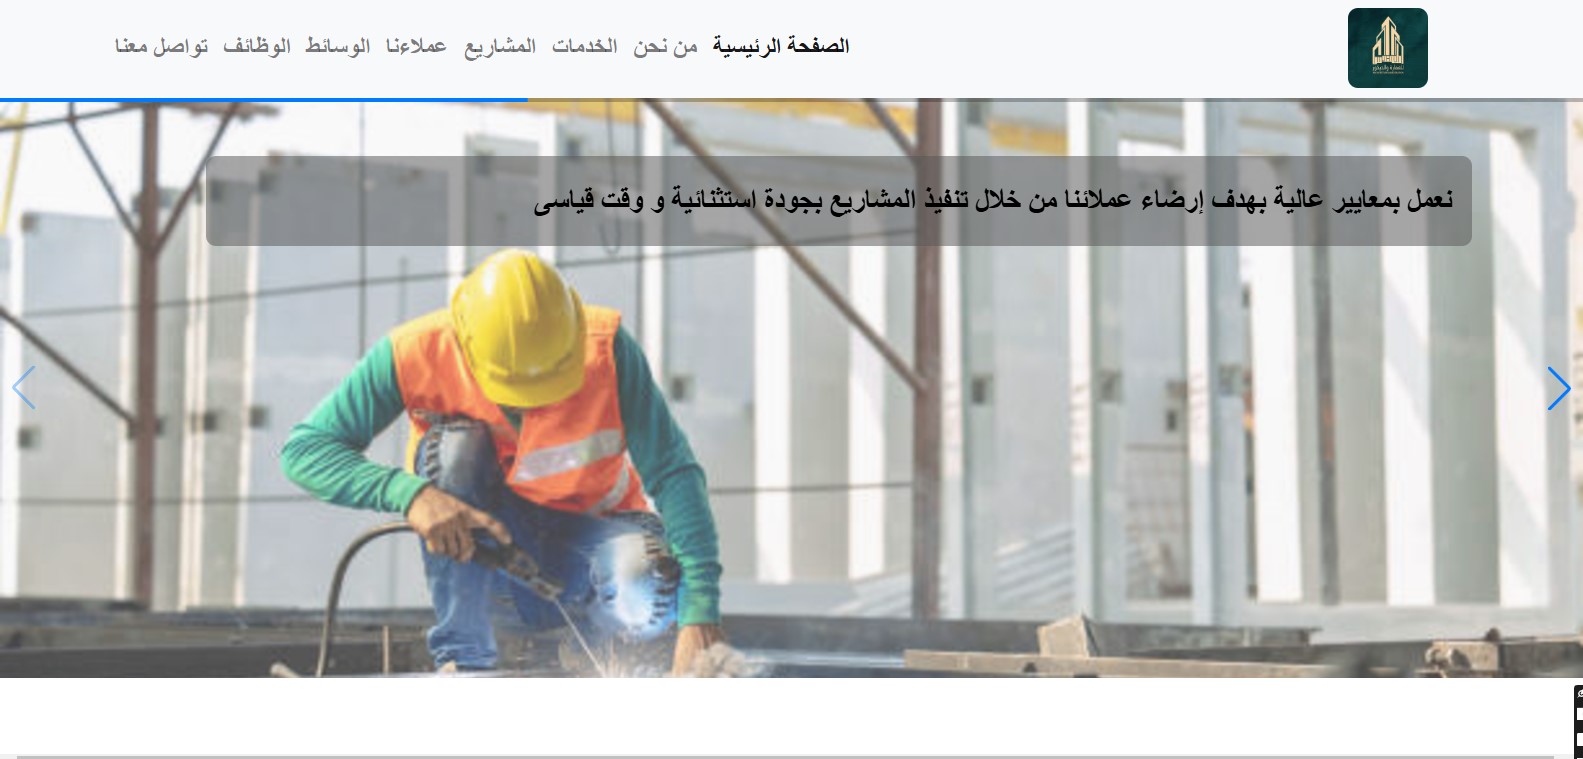 الصفحة الرئيسية من نحن الخدمات المشاريع عملاءنا الوسائط الوظائف تواصل معنا
نعمل بمعايير عالية بهدف إرضاء عملائنا من خلال تنفيذ المشاريع بجودة استثنائية و وقت قياسى